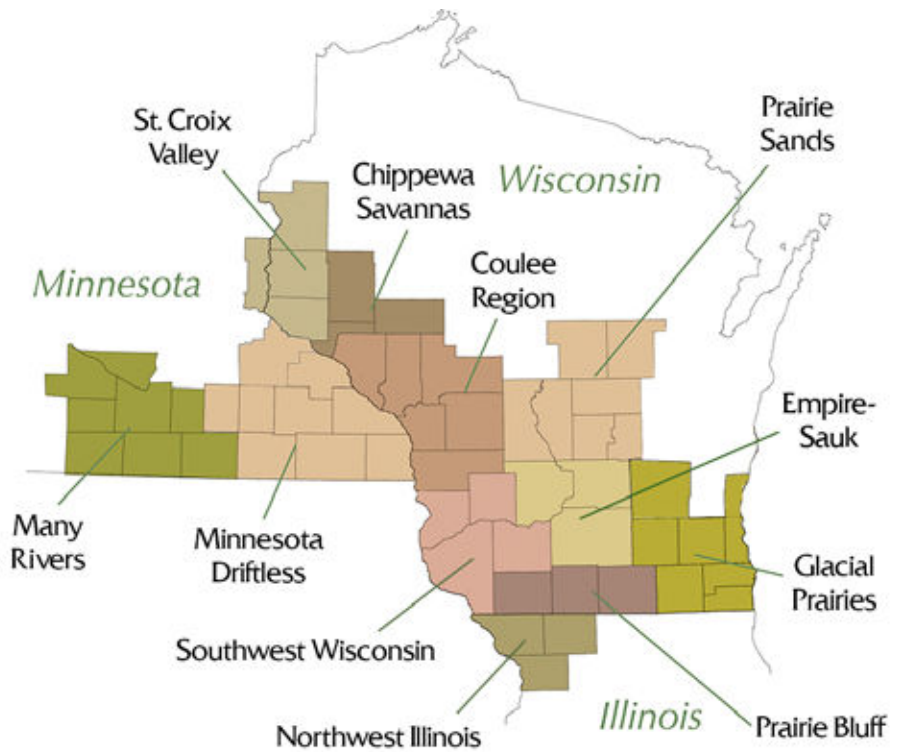 Prairie
Sands
St. Croix
Valley
Chippewa
Savannas
Wisconsin
Coulee
Region
Minnesota
Empire-
Sauk
Many
Rivers
Minnesota
Driftless
Glacial
Prairies
Southwest Wisconsin
Northwest Illinois
Illinois
Prairie Bluff